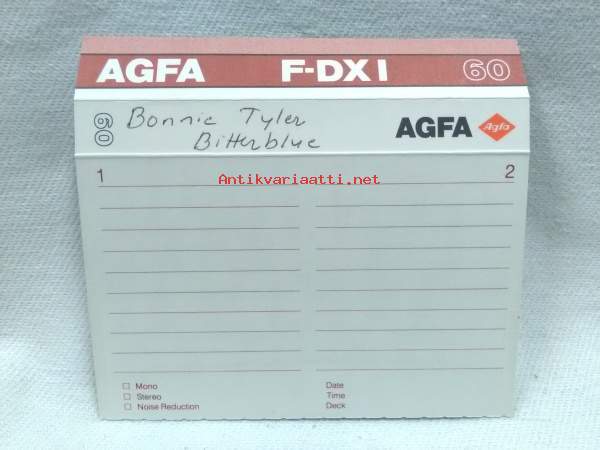 AGFA F-DX I 60
60 Bonnie Tyler
Bitterblue
AGFA Agfa
1 2
Antikvariaatti.net
Mono Date
Stereo Time
Noise Reduction Deck